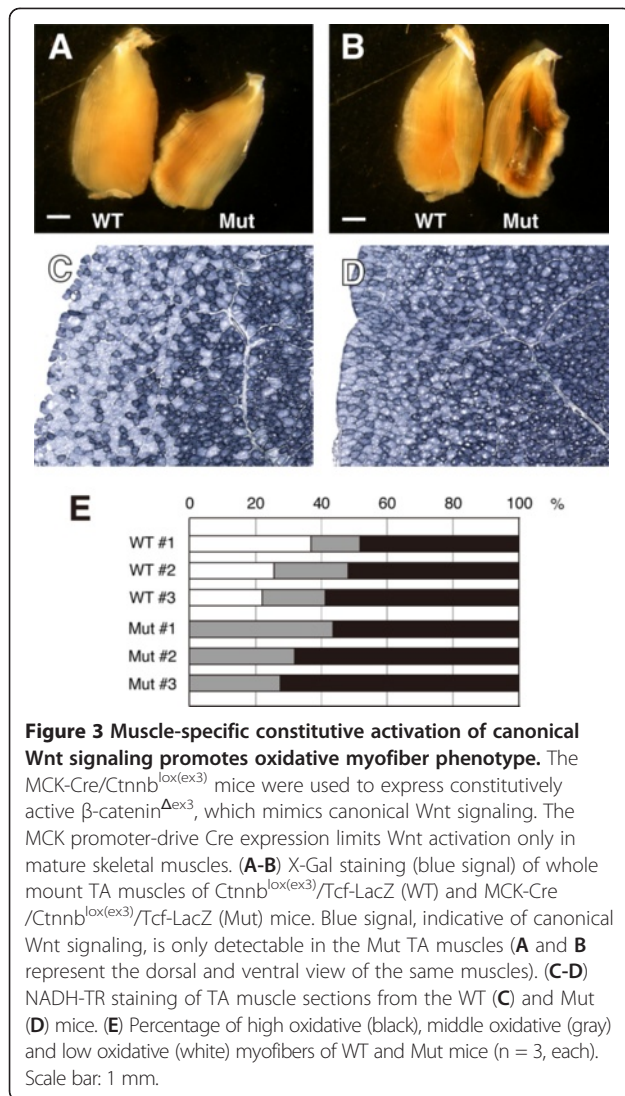 A
B
WT
Mut
WT
Mut
C
D
E
0 20 40 60 80 100 %
WT #1
WT #2
WT #3
Mut #1
Mut #2
Mut #3
Figure 3 Muscle-specific constitutive activation of canonical
Wnt signaling promotes oxidative myofiber phenotype. The
MCK-Cre/Ctnnb^lox(ex3) mice were used to express constitutively
active β-catenin^Δex3, which mimics canonical Wnt signaling. The
MCK promoter-drive Cre expression limits Wnt activation only in
mature skeletal muscles. (A-B) X-Gal staining (blue signal) of whole
mount TA muscles of Ctnnb^lox(ex3)/Tcf-LacZ (WT) and MCK-Cre
/Ctnnb^lox(ex3)/Tcf-LacZ (Mut) mice. Blue signal, indicative of canonical
Wnt signaling, is only detectable in the Mut TA muscles (A and B
represent the dorsal and ventral view of the same muscles). (C-D)
NADH-TR staining of TA muscle sections from the WT (C) and Mut
(D) mice. (E) Percentage of high oxidative (black), middle oxidative (gray)
and low oxidative (white) myofibers of WT and Mut mice (n = 3, each).
Scale bar: 1 mm.